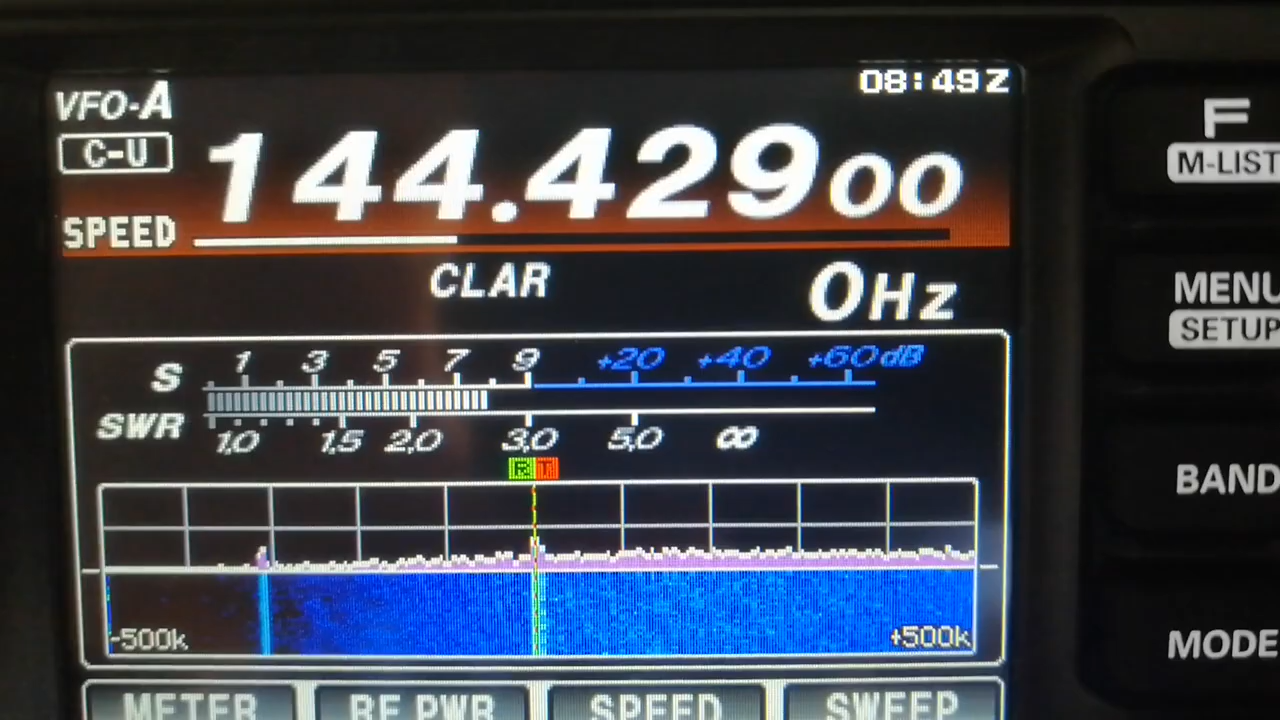 08:49Z
VFO-A
C-U
144.42900
SPEED
CLAR 0Hz
S 1 3 5 7 9 +20 +40 +60dB
SWR 1,0 1,5 2,0 3,0 5,0 ∞
R T
-500k +500k
METER RF PWR SPEED SWEEP
F
M-LIST
MENU
SETUP
BAND
MODE